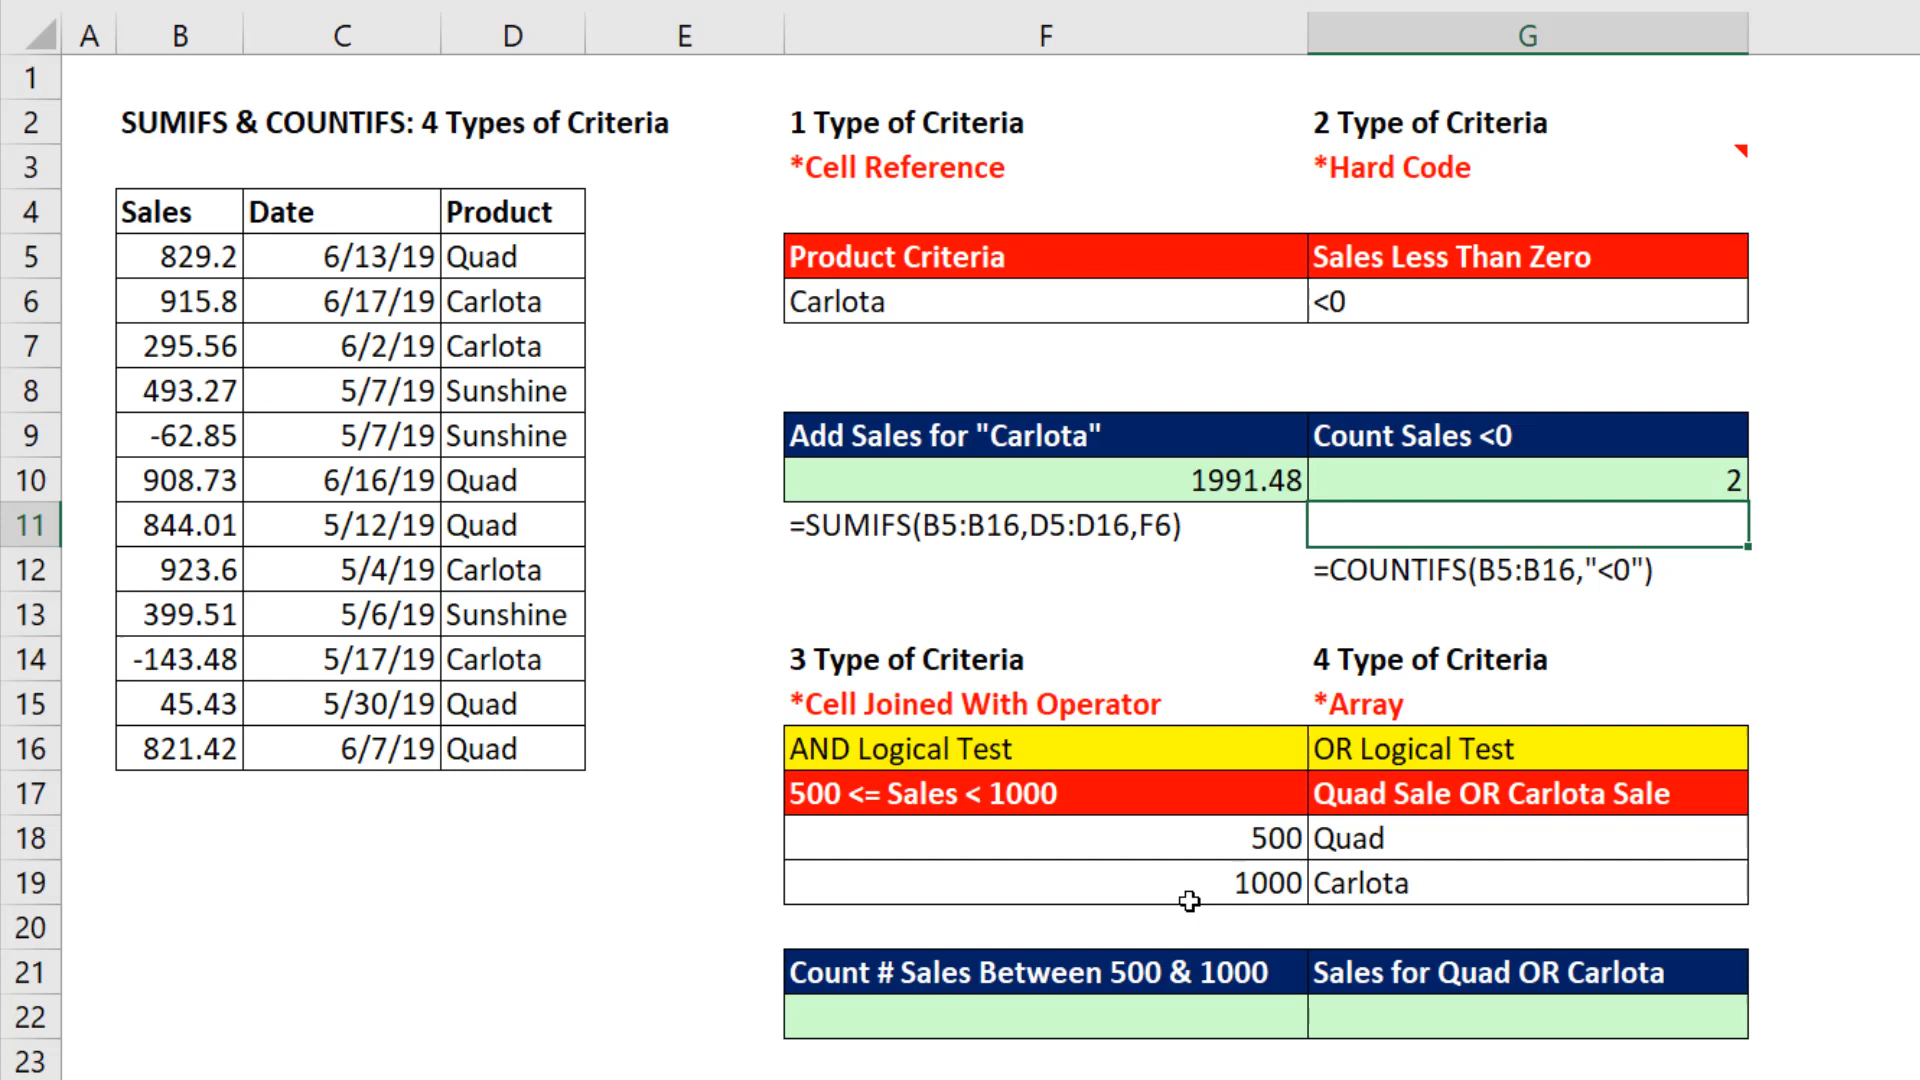 A B C D E F G
1
2 SUMIFS & COUNTIFS: 4 Types of Criteria 1 Type of Criteria 2 Type of Criteria
3 *Cell Reference *Hard Code
4 Sales Date Product
5 829.2 6/13/19 Quad Product Criteria Sales Less Than Zero
6 915.8 6/17/19 Carlota Carlota <0
7 295.56 6/2/19 Carlota
8 493.27 5/7/19 Sunshine
9 -62.85 5/7/19 Sunshine Add Sales for "Carlota" Count Sales <0
10 908.73 6/16/19 Quad 1991.48 2
11 844.01 5/12/19 Quad =SUMIFS(B5:B16,D5:D16,F6)
12 923.6 5/4/19 Carlota =COUNTIFS(B5:B16,"<0")
13 399.51 5/6/19 Sunshine
14 -143.48 5/17/19 Carlota 3 Type of Criteria 4 Type of Criteria
15 45.43 5/30/19 Quad *Cell Joined With Operator *Array
16 821.42 6/7/19 Quad AND Logical Test OR Logical Test
17 500 <= Sales < 1000 Quad Sale OR Carlota Sale
18 500 Quad
19 1000 Carlota
20
21 Count # Sales Between 500 & 1000 Sales for Quad OR Carlota
22
23